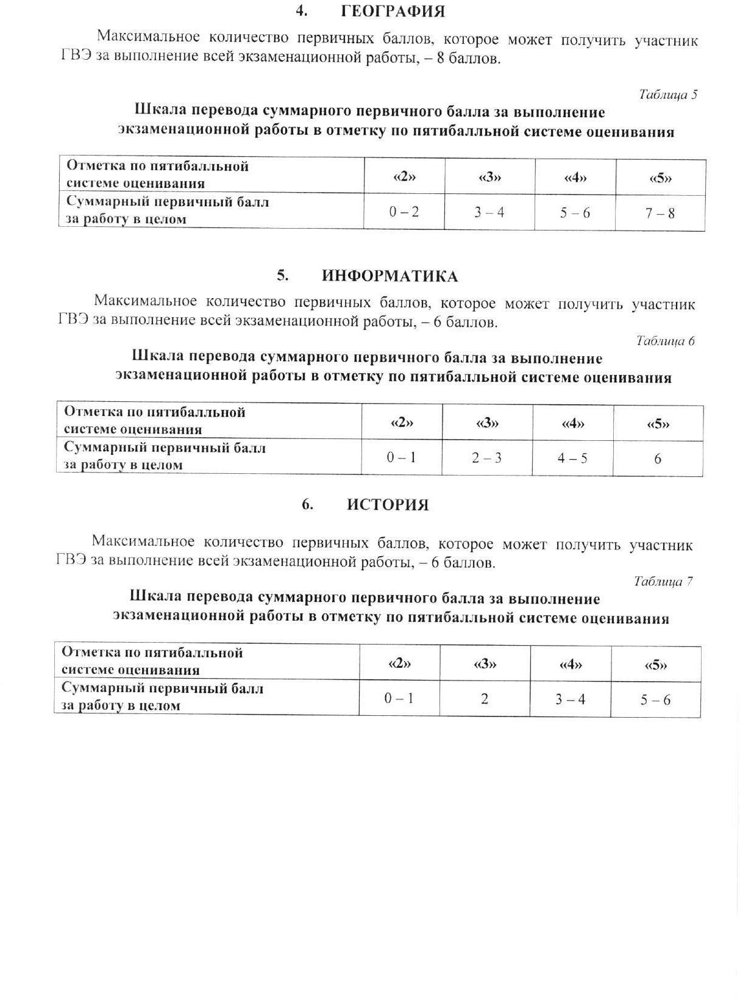 4. ГЕОГРАФИЯ
Максимальное количество первичных баллов, которое может получить участник
ГВЭ за выполнение всей экзаменационной работы, – 8 баллов.
Таблица 5
Шкала перевода суммарного первичного балла за выполнение
экзаменационной работы в отметку по пятибалльной системе оценивания
Отметка по пятибалльной
системе оценивания
«2» «3» «4» «5»
Суммарный первичный балл
за работу в целом
0 – 2 3 – 4 5 – 6 7 – 8
5. ИНФОРМАТИКА
Максимальное количество первичных баллов, которое может получить участник
ГВЭ за выполнение всей экзаменационной работы, – 6 баллов.
Таблица 6
Шкала перевода суммарного первичного балла за выполнение
экзаменационной работы в отметку по пятибалльной системе оценивания
Отметка по пятибалльной
системе оценивания
«2» «3» «4» «5»
Суммарный первичный балл
за работу в целом
0 – 1 2 – 3 4 – 5 6
6. ИСТОРИЯ
Максимальное количество первичных баллов, которое может получить участник
ГВЭ за выполнение всей экзаменационной работы, – 6 баллов.
Таблица 7
Шкала перевода суммарного первичного балла за выполнение
экзаменационной работы в отметку по пятибалльной системе оценивания
Отметка по пятибалльной
системе оценивания
«2» «3» «4» «5»
Суммарный первичный балл
за работу в целом
0 – 1 2 3 – 4 5 – 6